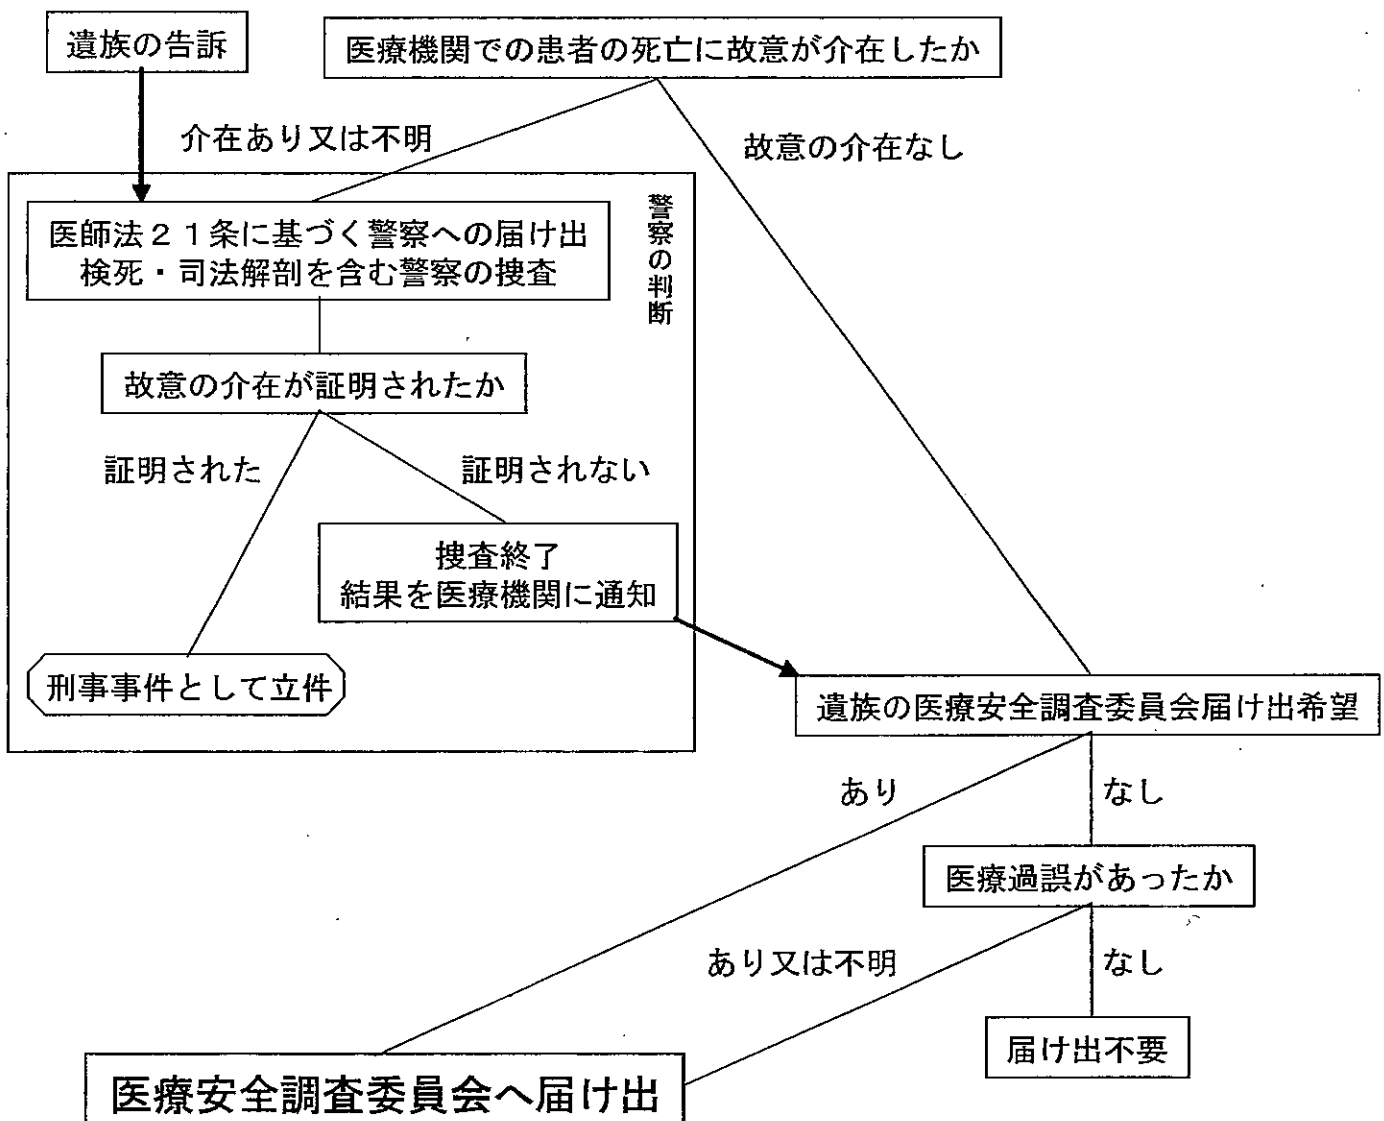 遺族の告訴
医療機関での患者の死亡に故意が介在したか
介在あり又は不明
故意の介在なし
警察の判断
医師法21条に基づく警察への届け出
検死・司法解剖を含む警察の捜査
故意の介在が証明されたか
証明された
証明されない
捜査終了
結果を医療機関に通知
刑事事件として立件
遺族の医療安全調査委員会届け出希望
あり
なし
医療過誤があったか
あり又は不明
なし
届け出不要
医療安全調査委員会へ届け出